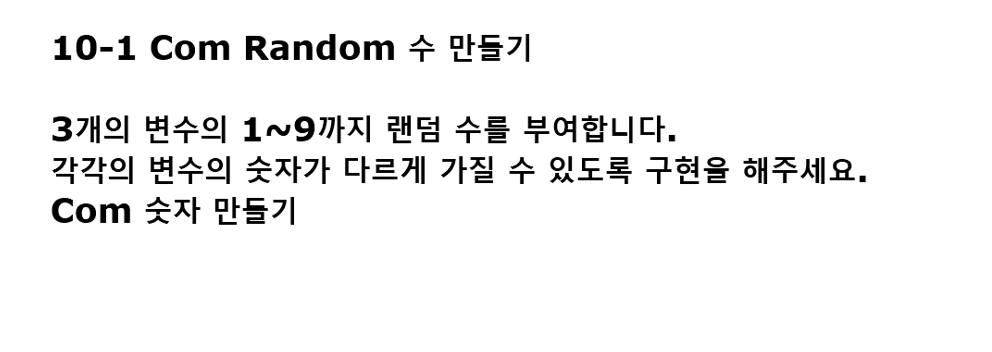 10-1 Com Random 수 만들기
3개의 변수의 1~9까지 랜덤 수를 부여합니다.
각각의 변수의 숫자가 다르게 가질 수 있도록 구현을 해주세요.
Com 숫자 만들기